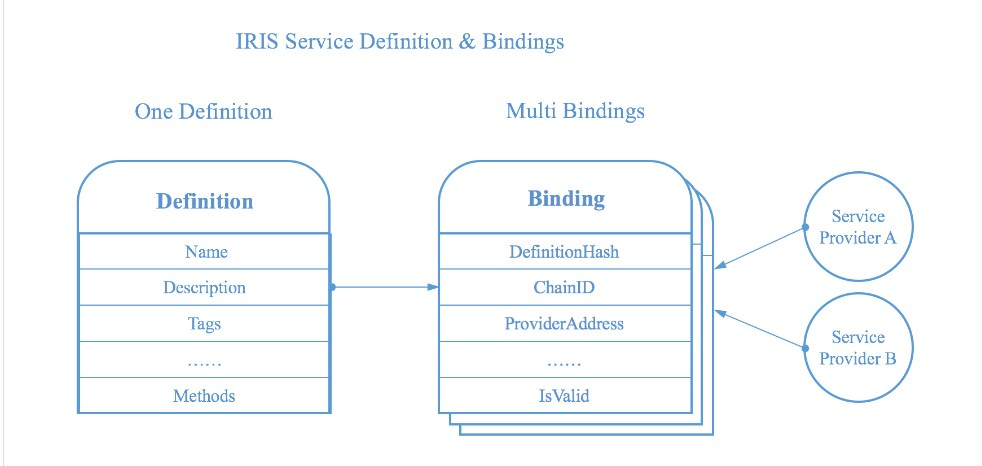 IRIS Service Definition & Bindings
One Definition
Multi Bindings
Definition
Name
Description
Tags
……
Methods
Binding
DefinitionHash
ChainID
ProviderAddress
……
IsValid
Service
Provider A
Service
Provider B